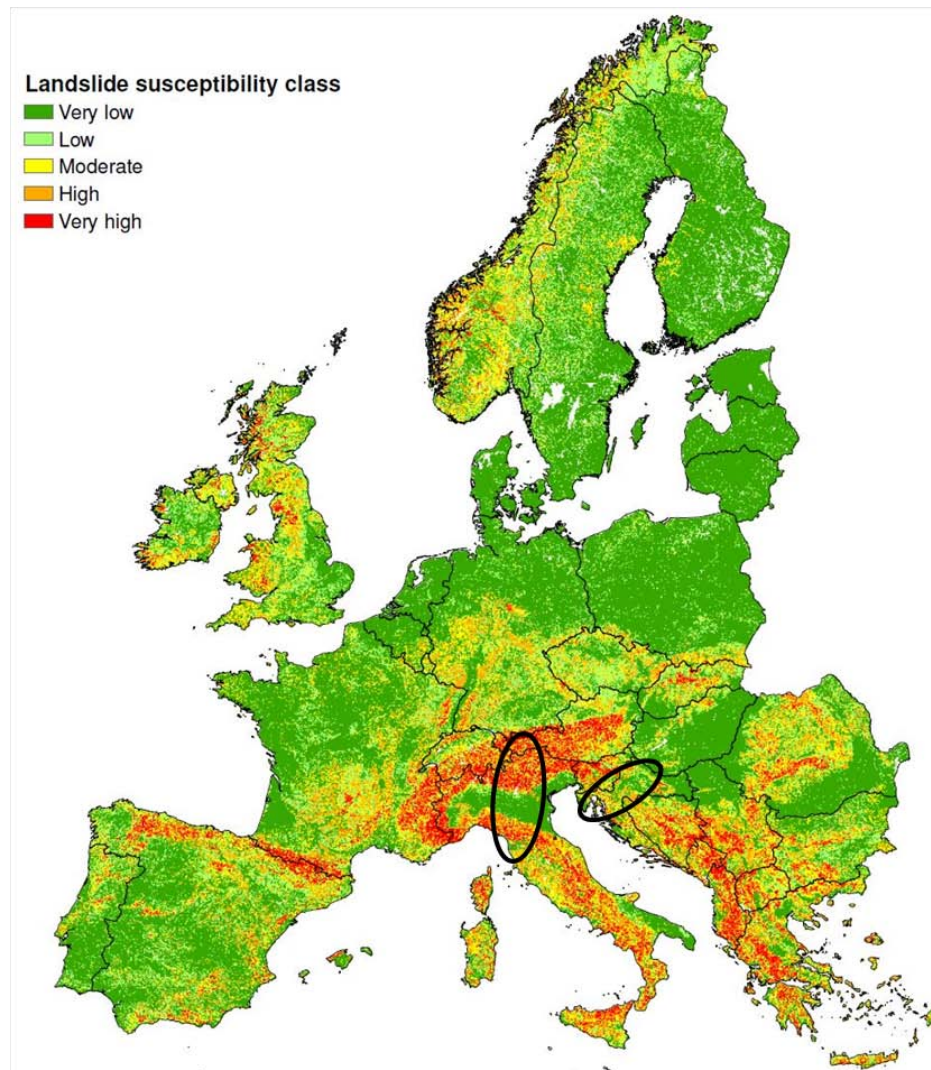 Landslide susceptibility class
Very low
Low
Moderate
High
Very high